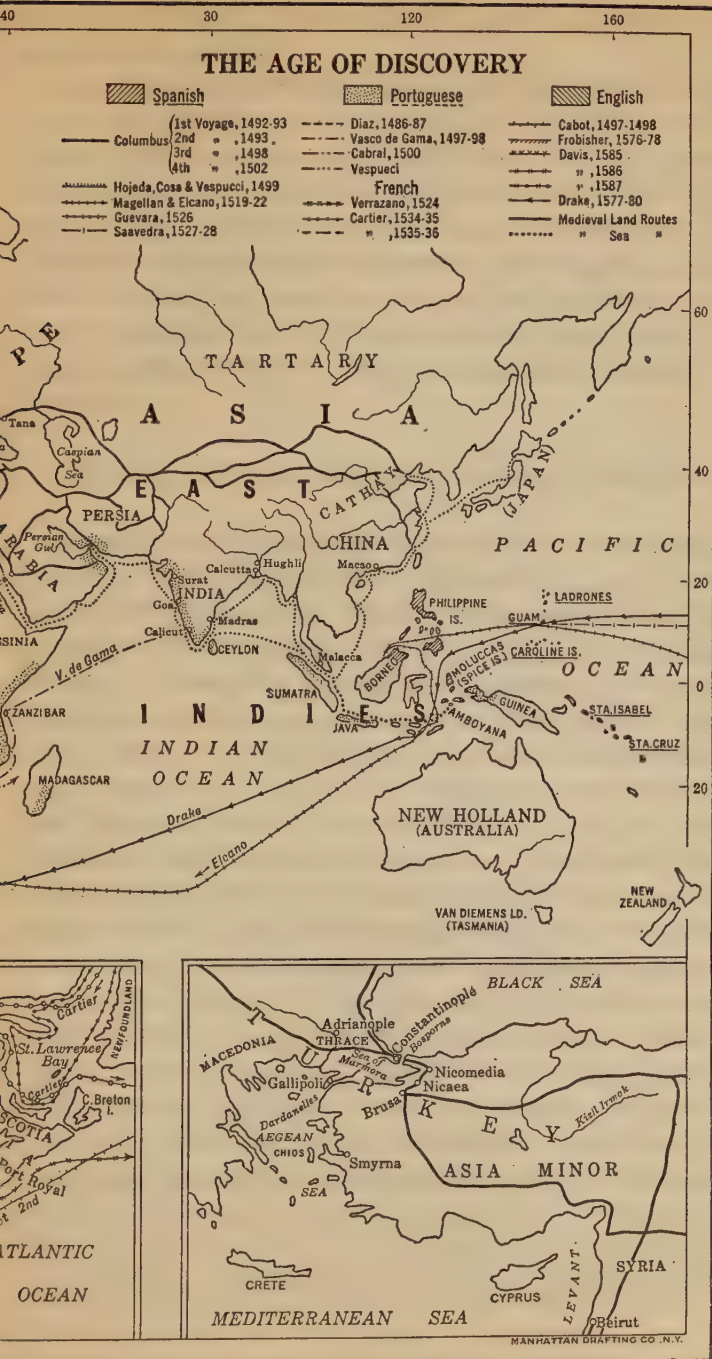 40 30 120 160
THE AGE OF DISCOVERY
Spanish
Columbus
1st Voyage, 1492-93
2nd " , 1493.
3rd " , 1498
4th " , 1502
Hojeda, Cosa & Vespucci, 1499
Magellan & Elcano, 1519-22
Guevara, 1526
Saavedra, 1527-28
Portuguese
Diaz, 1486-87
Vasco de Gama, 1497-98
Cabral, 1500
Vespueci
French
Verrazano, 1524
Cartier, 1534-35
" , 1535-36
English
Cabot, 1497-1498
Frobisher, 1576-78
Davis, 1585
" , 1586
" , 1587
Drake, 1577-80
Medieval Land Routes
" Sea "
60
PE
TARTARY
ASIA
Tana
Caspian
Sea
40
EAST
CATHAY
(JAPAN)
PERSIA
ARABIA
Persian
Gulf
CHINA
PACIFIC
Calcutta
Hughli
Macao
Surat
INDIA
20
Goa
Madras
PHILIPPINE
IS.
LADRONES
GUAM
SINIA
Calicut
CEYLON
V. de Gama
Malacca
BORNEO
MOLUCCAS
(SPICE IS.)
CAROLINE IS.
OCEAN
0
SUMATRA
GUINEA
ZANZIBAR
INDIES
JAVA
AMBOYANA
STA. ISABEL
STA. CRUZ
INDIAN
OCEAN
MADAGASCAR
20
Drake
NEW HOLLAND
(AUSTRALIA)
Elcano
NEW
ZEALAND
VAN DIEMENS LD.
(TASMANIA)
Cartier
NEWFOUNDLAND
St. Lawrence
Bay
Cartier
C. Breton
I.
SCOTIA
Port Royal
2nd
ATLANTIC
OCEAN
BLACK SEA
TURKEY
Adrianople
THRACE
Constantinoplé
Bosporus
MACEDONIA
Sea of
Marmora
Nicomedia
Gallipoli
Nicaea
Brusa
Kizil Irmak
Dardanelles
AEGEAN
CHIOS
Smyrna
ASIA MINOR
SEA
CRETE
CYPRUS
LEVANT.
SYRIA
MEDITERRANEAN SEA
Beirut
MANHATTAN DRAFTING CO. N.Y.